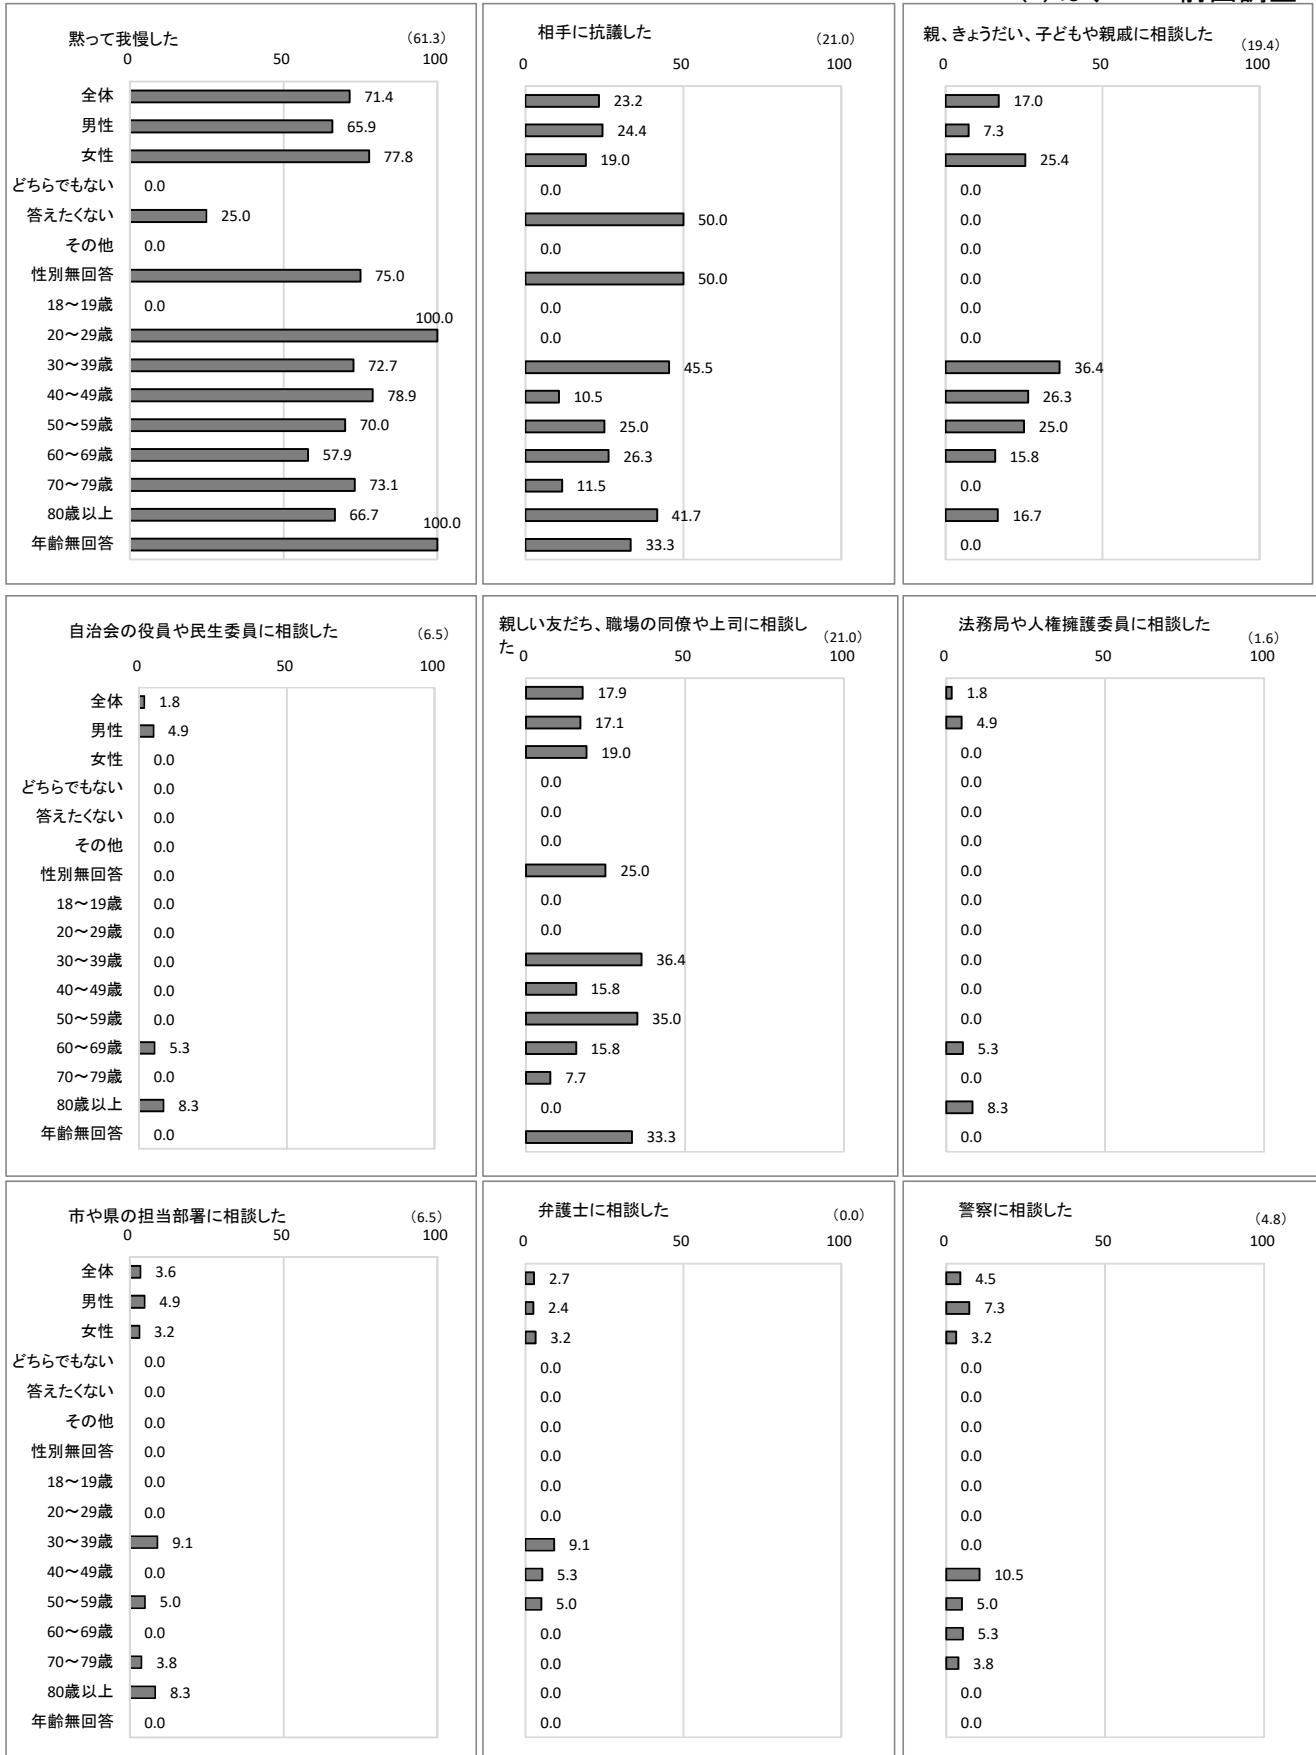 黙って我慢した
(61.3)
0 50 100
全体 71.4
男性 65.9
女性 77.8
どちらでもない 0.0
答えたくない 25.0
その他 0.0
性別無回答 75.0
18〜19歳 0.0
20〜29歳 100.0
30〜39歳 72.7
40〜49歳 78.9
50〜59歳 70.0
60〜69歳 57.9
70〜79歳 73.1
80歳以上 66.7
年齢無回答 100.0
相手に抗議した
(21.0)
0 50 100
23.2
24.4
19.0
0.0
50.0
0.0
50.0
0.0
0.0
45.5
10.5
25.0
26.3
11.5
41.7
33.3
親、きょうだい、子どもや親戚に相談した
(19.4)
0 50 100
17.0
7.3
25.4
0.0
0.0
0.0
0.0
0.0
0.0
36.4
26.3
25.0
15.8
0.0
16.7
0.0
自治会の役員や民生委員に相談した
(6.5)
0 50 100
全体 1.8
男性 4.9
女性 0.0
どちらでもない 0.0
答えたくない 0.0
その他 0.0
性別無回答 0.0
18〜19歳 0.0
20〜29歳 0.0
30〜39歳 0.0
40〜49歳 0.0
50〜59歳 0.0
60〜69歳 5.3
70〜79歳 0.0
80歳以上 8.3
年齢無回答 0.0
親しい友だち、職場の同僚や上司に相談し
た
(21.0)
0 50 100
17.9
17.1
19.0
0.0
0.0
0.0
25.0
0.0
0.0
36.4
15.8
35.0
15.8
7.7
0.0
33.3
法務局や人権擁護委員に相談した
(1.6)
0 50 100
1.8
4.9
0.0
0.0
0.0
0.0
0.0
0.0
0.0
0.0
0.0
0.0
5.3
0.0
8.3
0.0
市や県の担当部署に相談した
(6.5)
0 50 100
全体 3.6
男性 4.9
女性 3.2
どちらでもない 0.0
答えたくない 0.0
その他 0.0
性別無回答 0.0
18〜19歳 0.0
20〜29歳 0.0
30〜39歳 9.1
40〜49歳 0.0
50〜59歳 5.0
60〜69歳 0.0
70〜79歳 3.8
80歳以上 8.3
年齢無回答 0.0
弁護士に相談した
(0.0)
0 50 100
2.7
2.4
3.2
0.0
0.0
0.0
0.0
0.0
0.0
9.1
5.3
5.0
0.0
0.0
0.0
0.0
警察に相談した
(4.8)
0 50 100
4.5
7.3
3.2
0.0
0.0
0.0
0.0
0.0
0.0
0.0
10.5
5.0
5.3
3.8
0.0
0.0